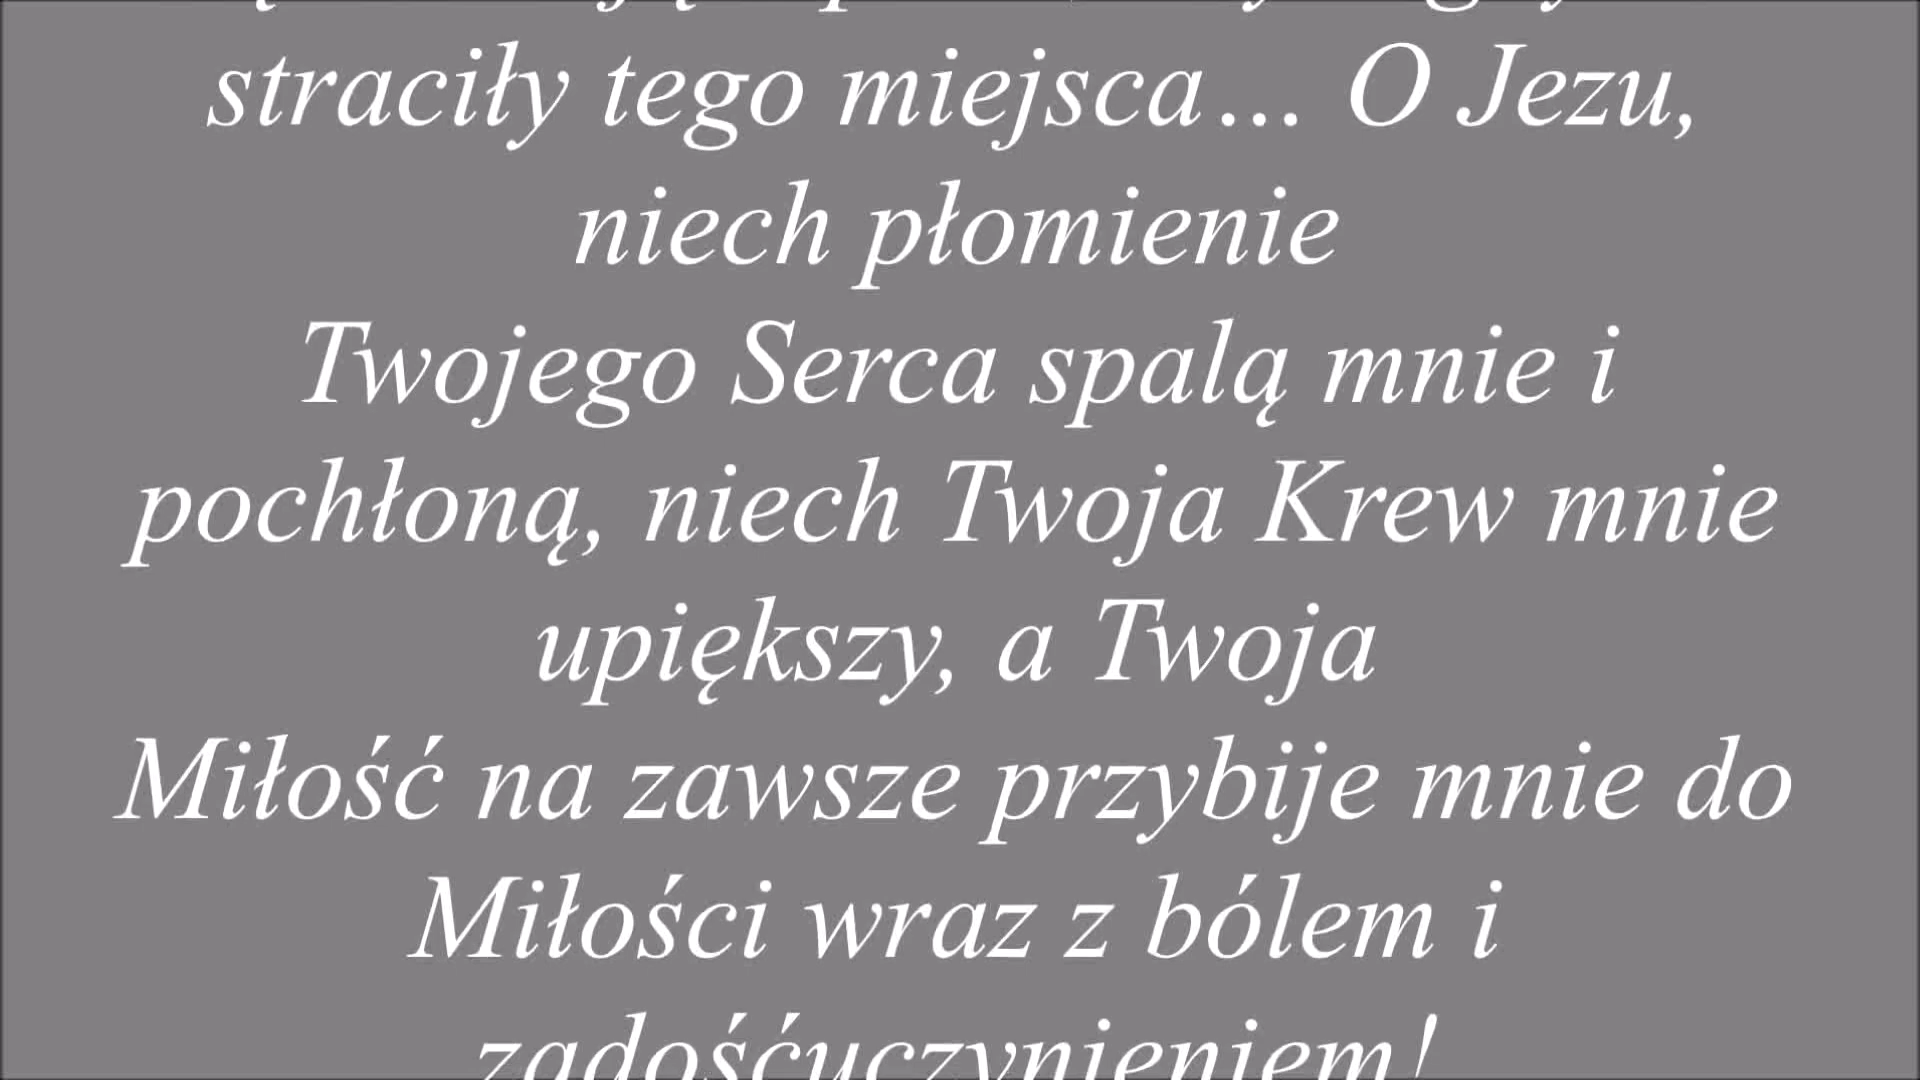 straciły tego miejsca... O Jezu,
niech płomienie
Twojego Serca spalą mnie i
pochłoną, niech Twoja Krew mnie
upiększy, a Twoja
Miłość na zawsze przybije mnie do
Miłości wraz z bólem i
zadośćuczynieniem!